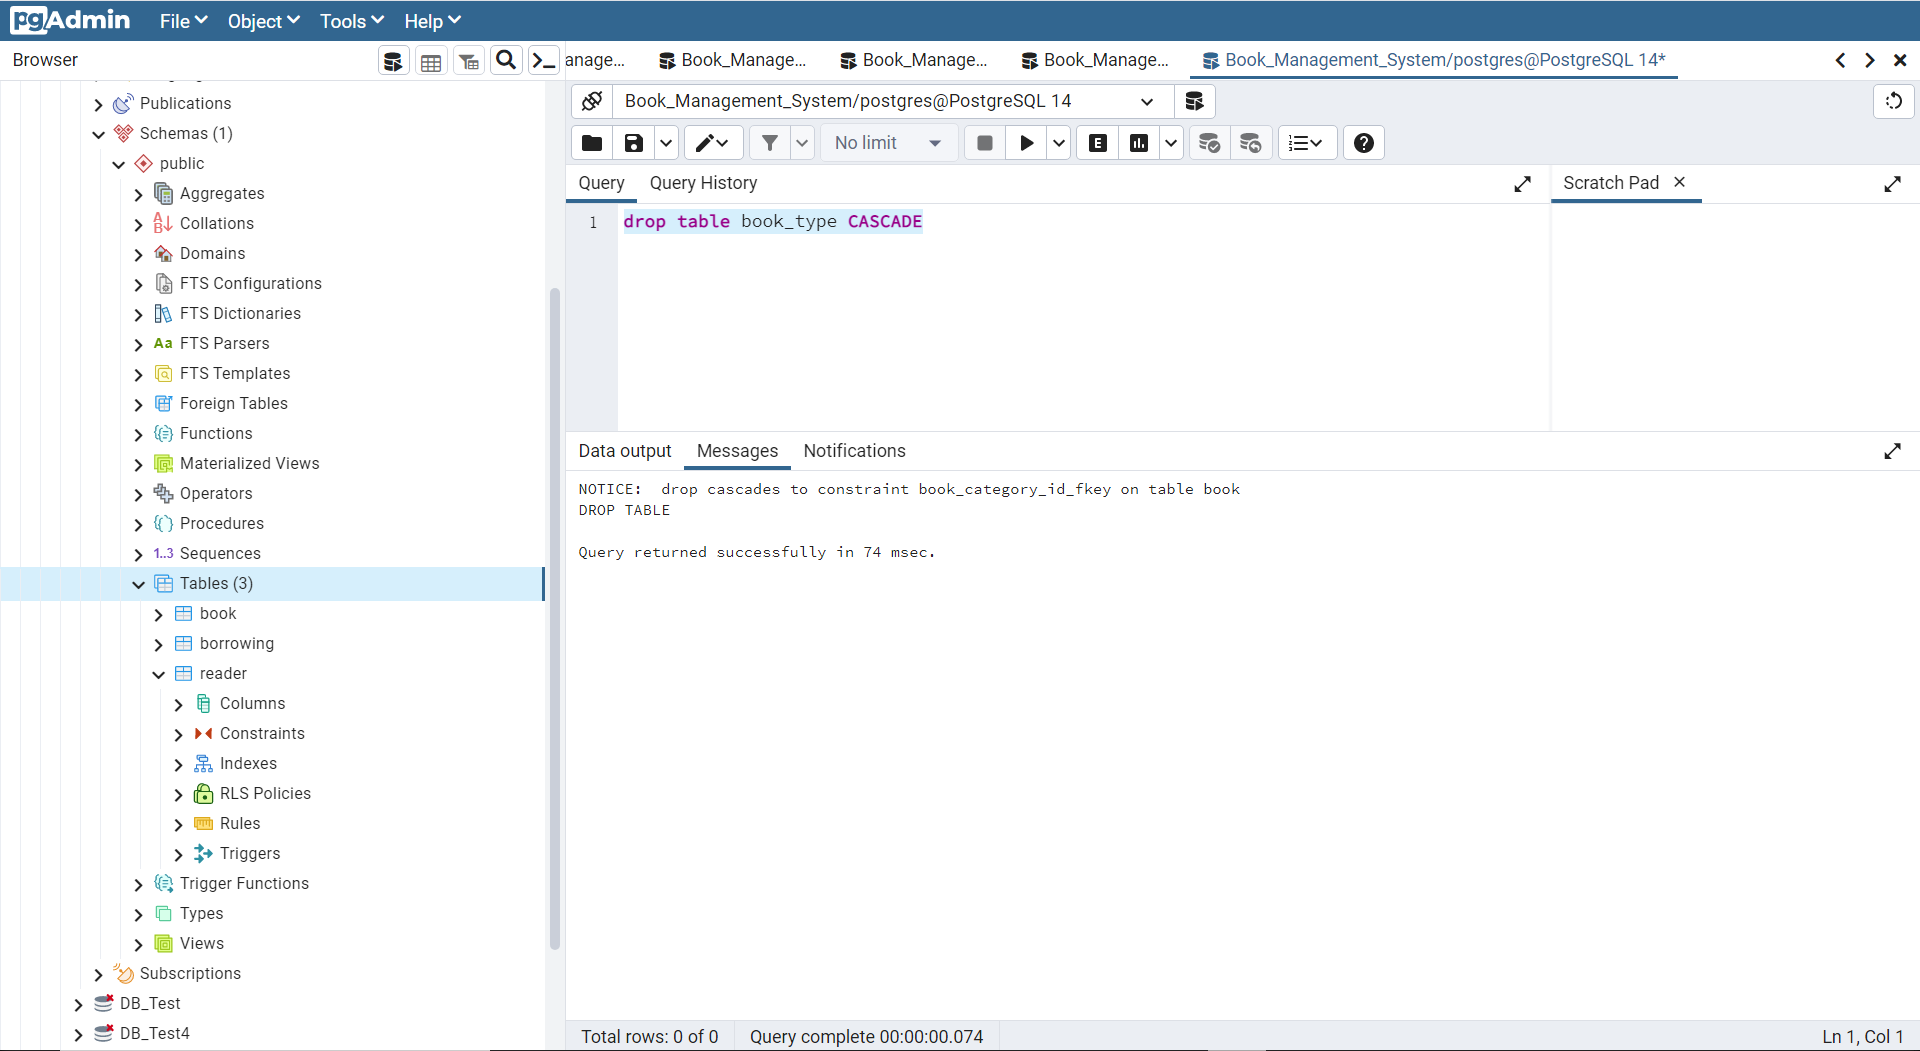 pgAdmin File Object Tools Help
Browser
anage... Book_Manage... Book_Manage... Book_Manage... Book_Management_System/postgres@PostgreSQL 14*
Publications
Schemas (1)
public
Aggregates
Collations
Domains
FTS Configurations
FTS Dictionaries
Aa FTS Parsers
FTS Templates
Foreign Tables
Functions
Materialized Views
Operators
Procedures
1..3 Sequences
Tables (3)
book
borrowing
reader
Columns
Constraints
Indexes
RLS Policies
Rules
Triggers
Trigger Functions
Types
Views
Subscriptions
DB_Test
DB_Test4
Book_Management_System/postgres@PostgreSQL 14
No limit
E
Query Query History
Scratch Pad
1 drop table book_type CASCADE
Data output Messages Notifications
NOTICE: drop cascades to constraint book_category_id_fkey on table book
DROP TABLE
Query returned successfully in 74 msec.
Total rows: 0 of 0 Query complete 00:00:00.074 Ln 1, Col 1